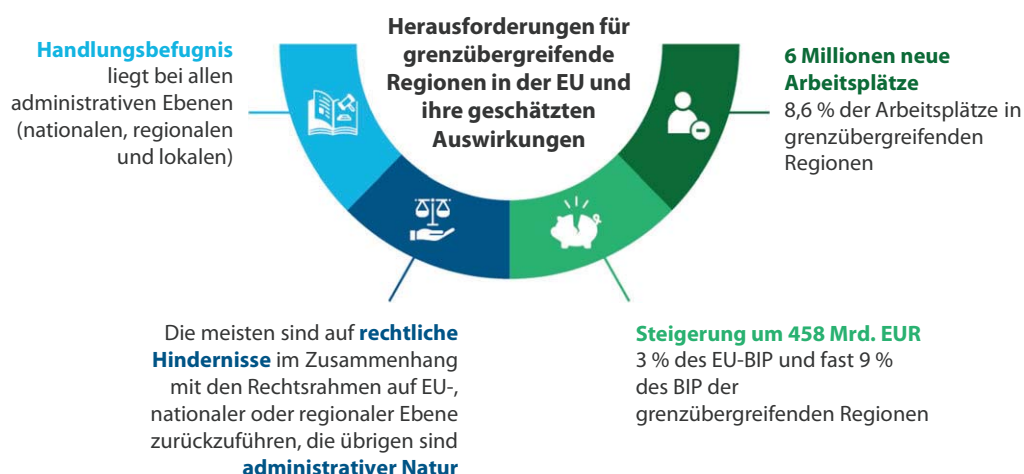 Herausforderungen für
grenzübergreifende
Regionen in der EU und
ihre geschätzten
Auswirkungen
Handlungsbefugnis
liegt bei allen
administrativen Ebenen
(nationalen, regionalen
und lokalen)
Die meisten sind auf rechtliche
Hindernisse im Zusammenhang
mit den Rechtsrahmen auf EU-,
nationaler oder regionaler Ebene
zurückzuführen, die übrigen sind
administrativer Natur
Steigerung um 458 Mrd. EUR
3 % des EU-BIP und fast 9 %
des BIP der
grenzübergreifenden Regionen
6 Millionen neue
Arbeitsplätze
8,6 % der Arbeitsplätze in
grenzübergreifenden
Regionen